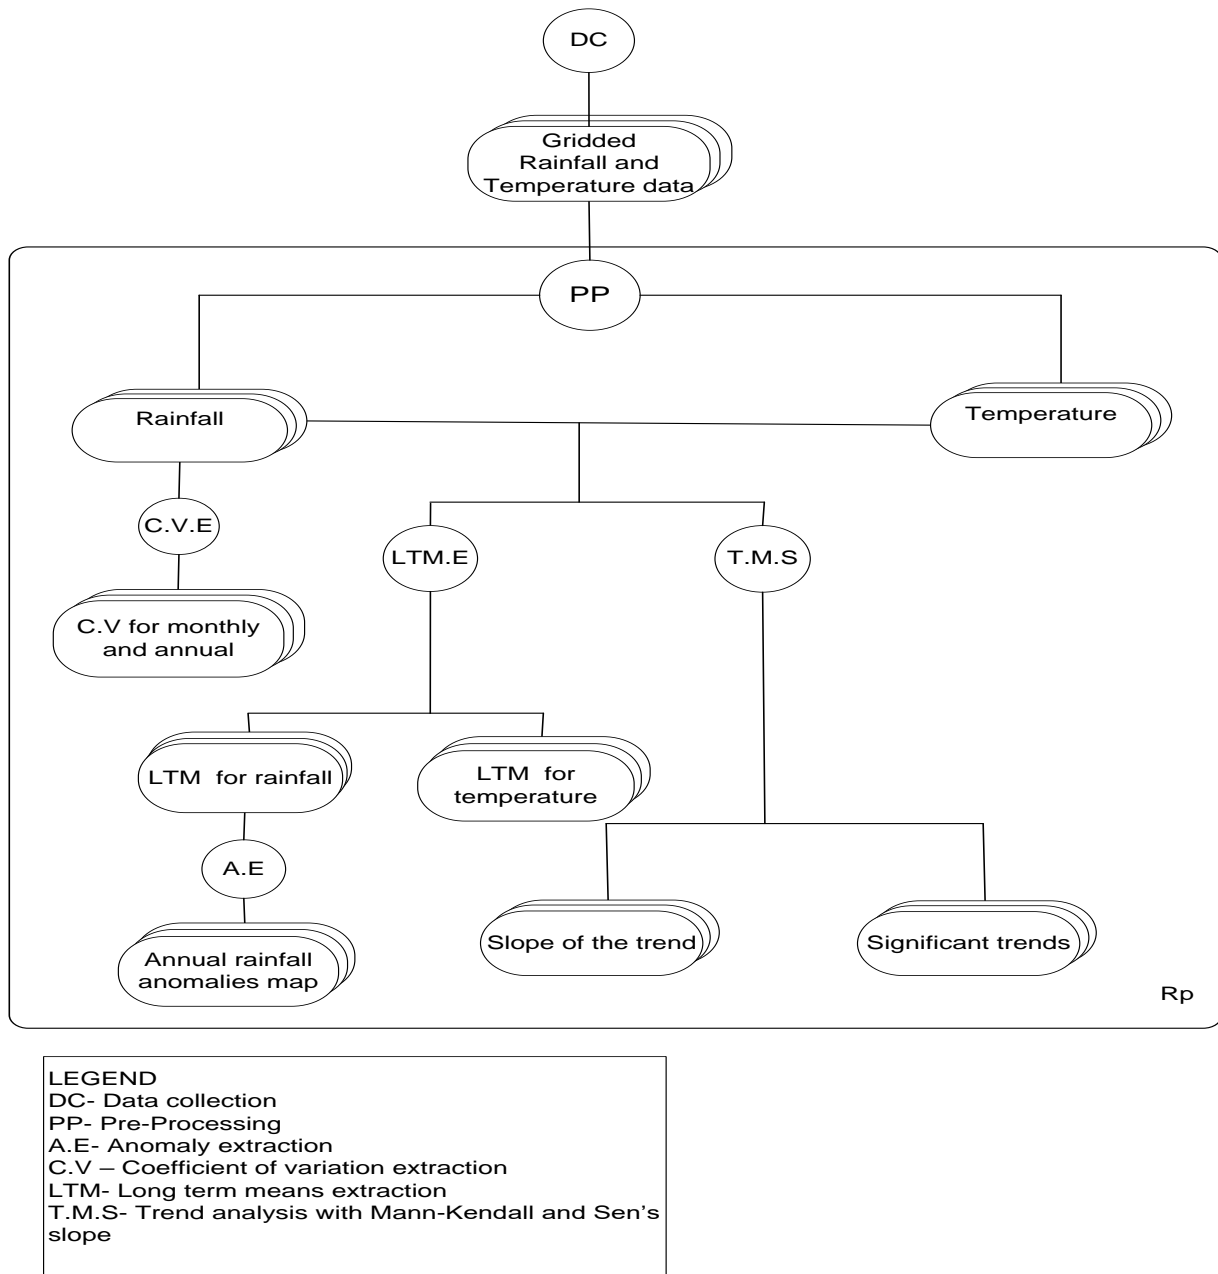 DC
Gridded
Rainfall and
Temperature data
PP
Rainfall
Temperature
C.V.E
LTM.E
T.M.S
C.V for monthly
and annual
LTM  for rainfall
LTM  for
temperature
A.E
Slope of the trend
Significant trends
Annual rainfall
anomalies map
Rp
LEGEND
DC- Data collection
PP- Pre-Processing
A.E- Anomaly extraction
C.V – Coefficient of variation extraction
LTM- Long term means extraction
T.M.S- Trend analysis with Mann-Kendall and Sen’s
slope